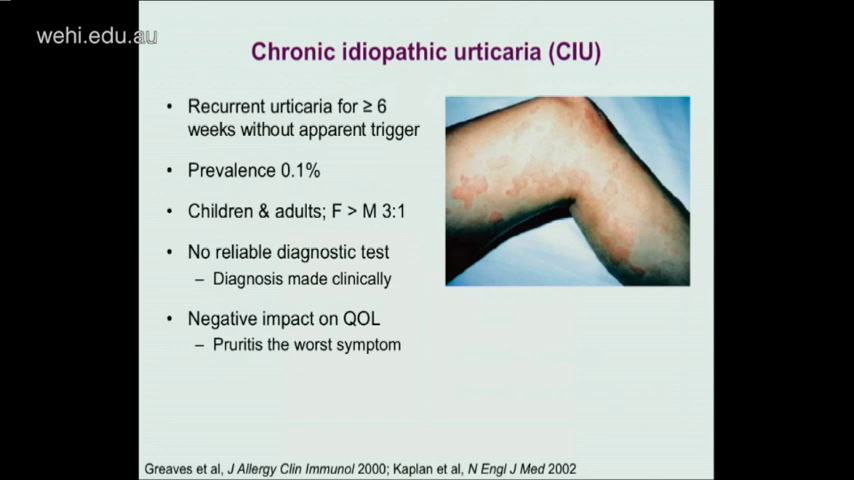 wehi.edu.au
Chronic idiopathic urticaria (CIU)
• Recurrent urticaria for ≥ 6
weeks without apparent trigger
• Prevalence 0.1%
• Children & adults; F > M 3:1
• No reliable diagnostic test
– Diagnosis made clinically
• Negative impact on QOL
– Pruritis the worst symptom
Greaves et al, J Allergy Clin Immunol 2000; Kaplan et al, N Engl J Med 2002